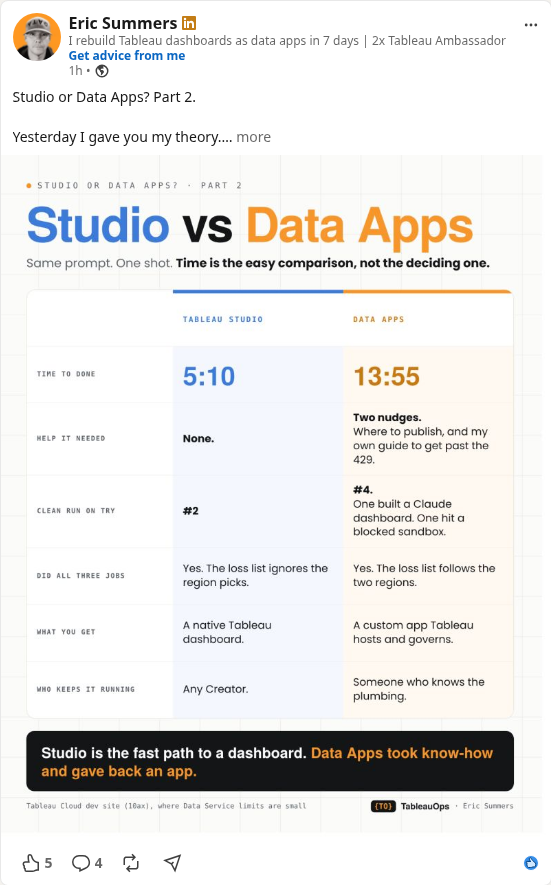 Eric Summers in
I rebuild Tableau dashboards as data apps in 7 days | 2x Tableau Ambassador
Get advice from me
1h •
Studio or Data Apps? Part 2.
Yesterday I gave you my theory.... more
STUDIO OR DATA APPS? · PART 2
Studio vs Data Apps
Same prompt. One shot. Time is the easy comparison, not the deciding one.
TABLEAU STUDIO
DATA APPS
TIME TO DONE
5:10
13:55
HELP IT NEEDED
None.
Two nudges.
Where to publish, and my
own guide to get past the
429.
CLEAN RUN ON TRY
#2
#4.
One built a Claude
dashboard. One hit a
blocked sandbox.
DID ALL THREE JOBS
Yes. The loss list ignores the
region picks.
Yes. The loss list follows the
two regions.
WHAT YOU GET
A native Tableau
dashboard.
A custom app Tableau
hosts and governs.
WHO KEEPS IT RUNNING
Any Creator.
Someone who knows the
plumbing.
Studio is the fast path to a dashboard. Data Apps took know-how
and gave back an app.
Tableau Cloud dev site (10ax), where Data Service limits are small
{TO} TableauOps · Eric Summers
5
4